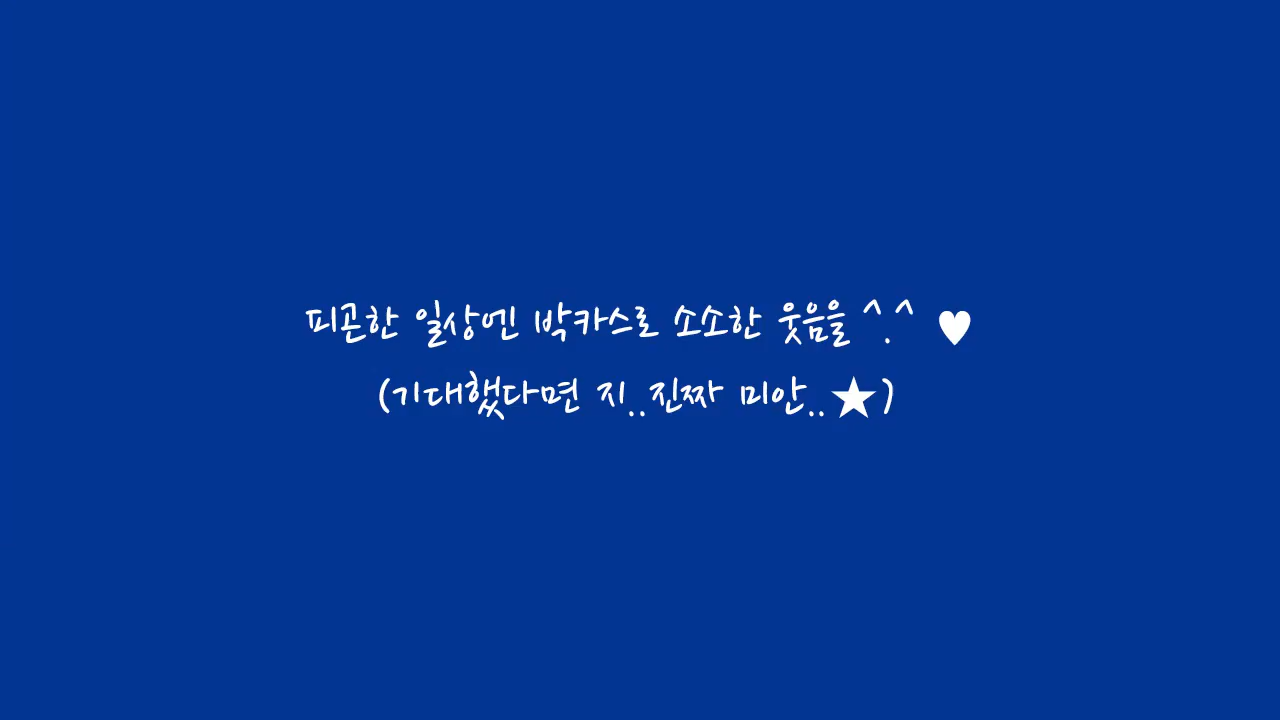 피곤한 일상엔 박카스로 소소한 웃음을 ^.^ ♥
(기대했다면 지..진짜 미안..★)